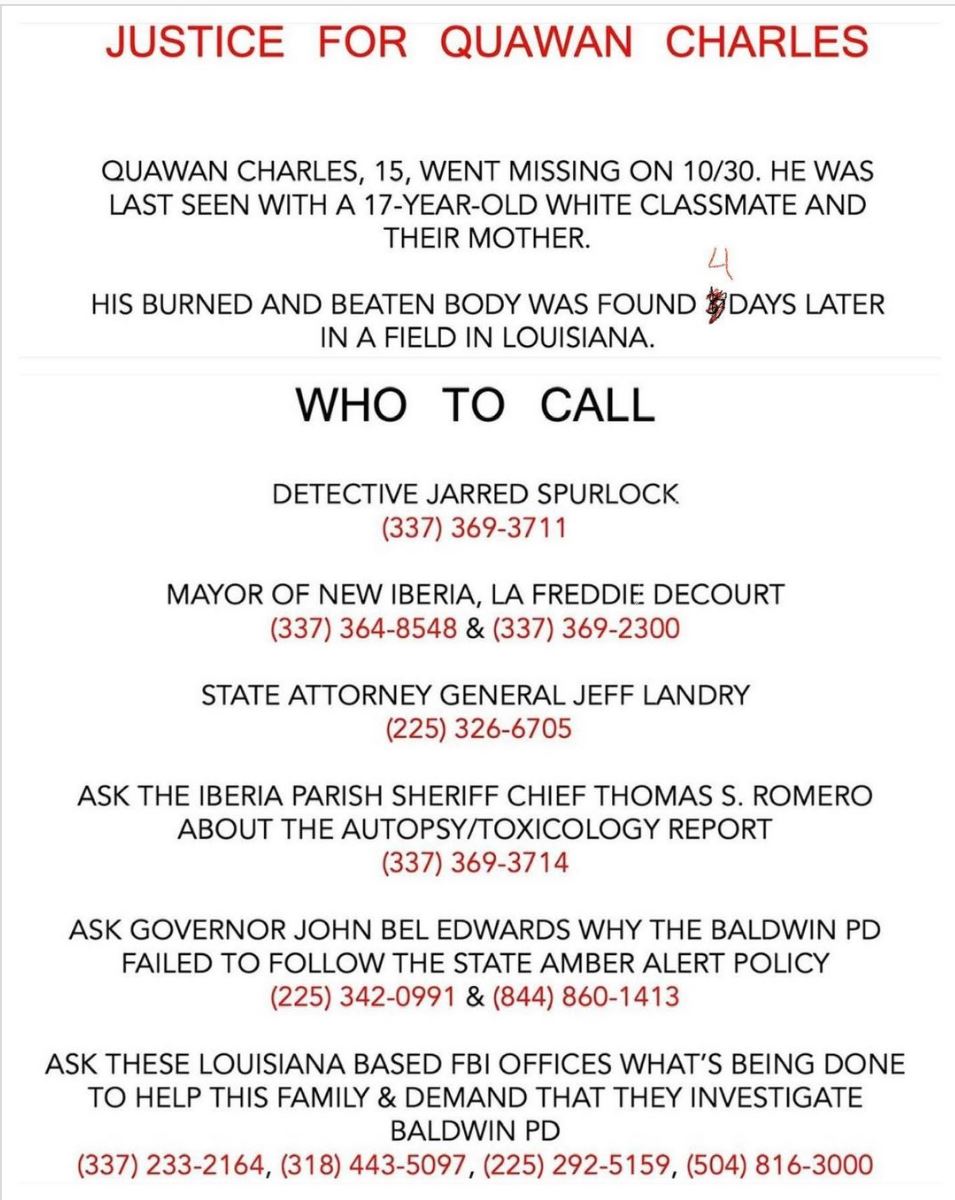 JUSTICE FOR QUAWAN CHARLES
QUAWAN CHARLES, 15, WENT MISSING ON 10/30. HE WAS
LAST SEEN WITH A 17-YEAR-OLD WHITE CLASSMATE AND
THEIR MOTHER.
4
HIS BURNED AND BEATEN BODY WAS FOUND DAYS LATER
IN A FIELD IN LOUISIANA.
WHO TO CALL
DETECTIVE JARRED SPURLOCK
(337) 369-3711
MAYOR OF NEW IBERIA, LA FREDDIE DECOURT
(337) 364-8548 & (337) 369-2300
STATE ATTORNEY GENERAL JEFF LANDRY
(225) 326-6705
ASK THE IBERIA PARISH SHERIFF CHIEF THOMAS S. ROMERO
ABOUT THE AUTOPSY/TOXICOLOGY REPORT
(337) 369-3714
ASK GOVERNOR JOHN BEL EDWARDS WHY THE BALDWIN PD
FAILED TO FOLLOW THE STATE AMBER ALERT POLICY
(225) 342-0991 & (844) 860-1413
ASK THESE LOUISIANA BASED FBI OFFICES WHAT'S BEING DONE
TO HELP THIS FAMILY & DEMAND THAT THEY INVESTIGATE
BALDWIN PD
(337) 233-2164, (318) 443-5097, (225) 292-5159, (504) 816-3000